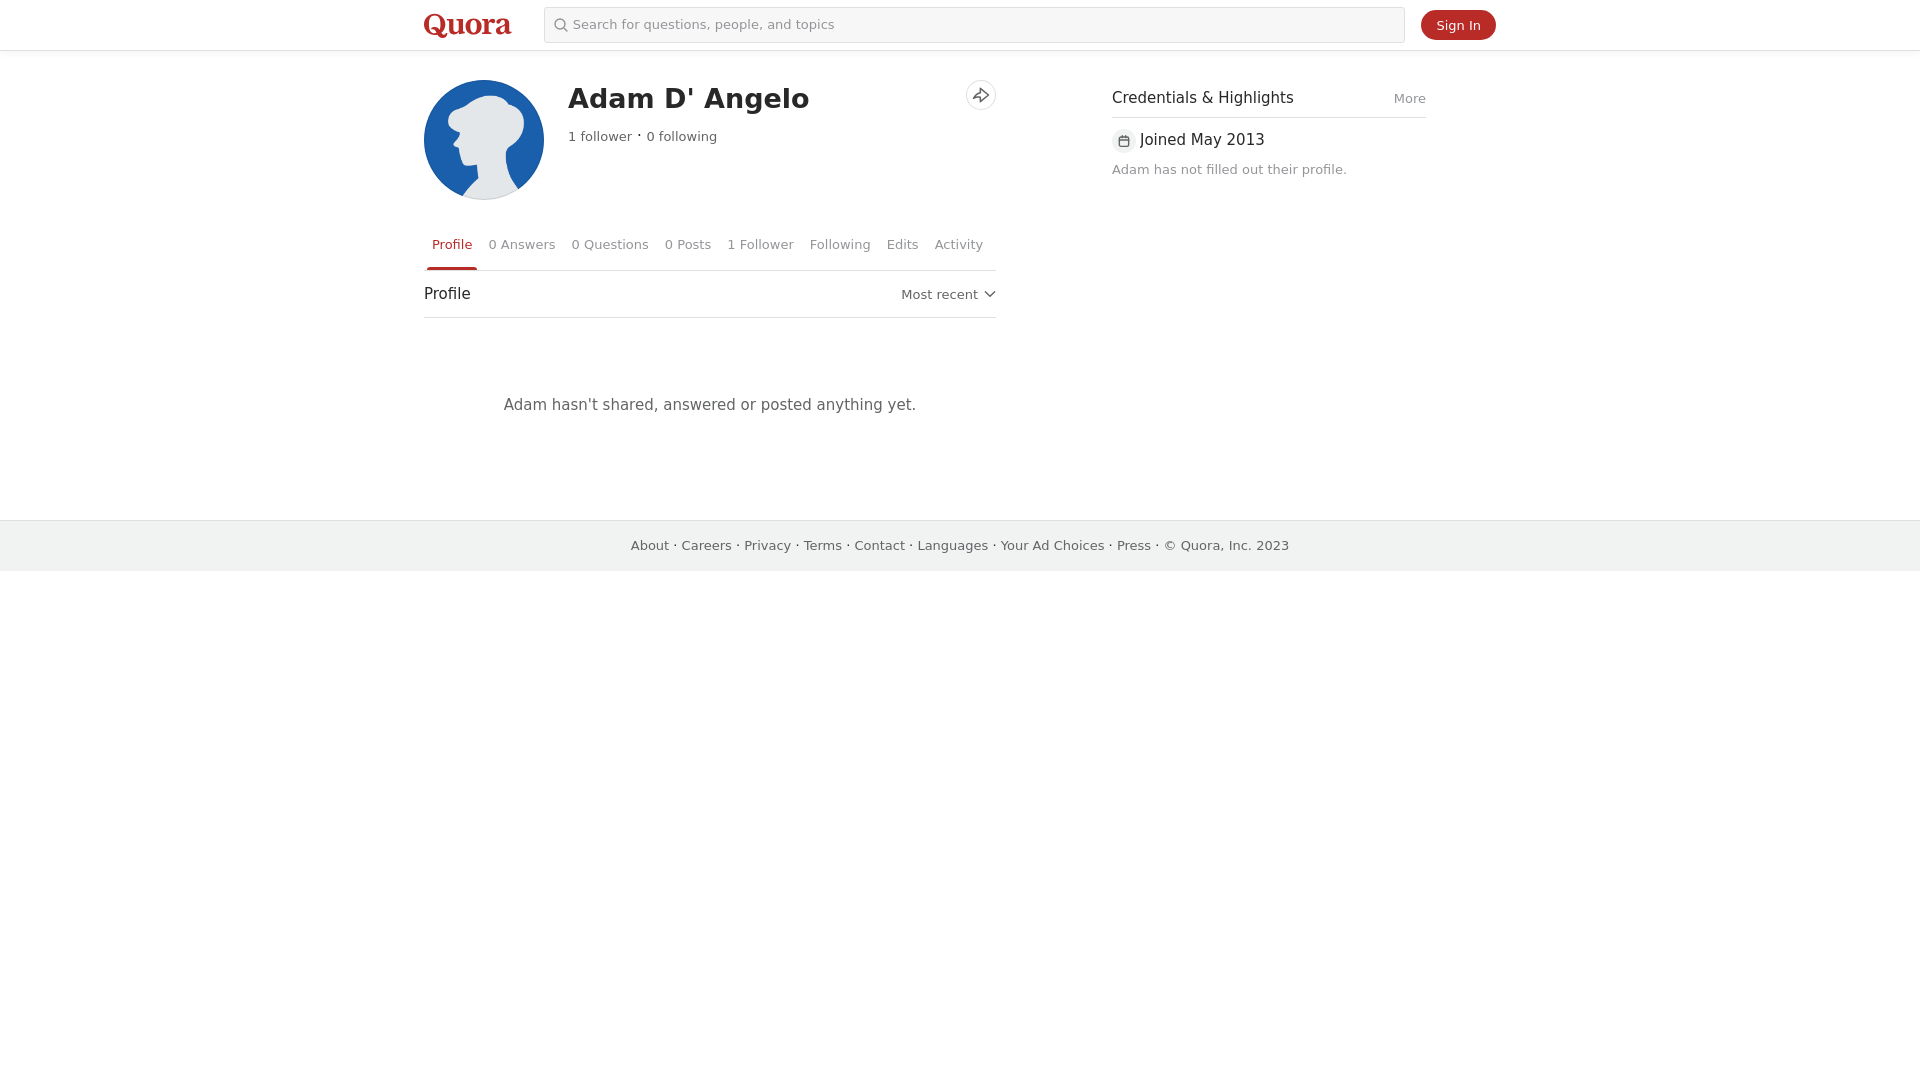 Quora
Search for questions, people, and topics
Sign In
Adam D' Angelo
1 follower · 0 following
Profile
0 Answers
0 Questions
0 Posts
1 Follower
Following
Edits
Activity
Profile
Most recent
Adam hasn't shared, answered or posted anything yet.
Credentials & Highlights
More
Joined May 2013
Adam has not filled out their profile.
About · Careers · Privacy · Terms · Contact · Languages · Your Ad Choices · Press · © Quora, Inc. 2023